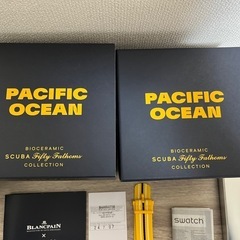 PACIFIC
OCEAN
BIOCERAMIC
SCUBA Fifty Fathoms
COLLECTION
PACIFIC
OCEAN
BIOCERAMIC
SCUBA Fifty Fathoms
COLLECTION
BLANCPAIN
×
swatch